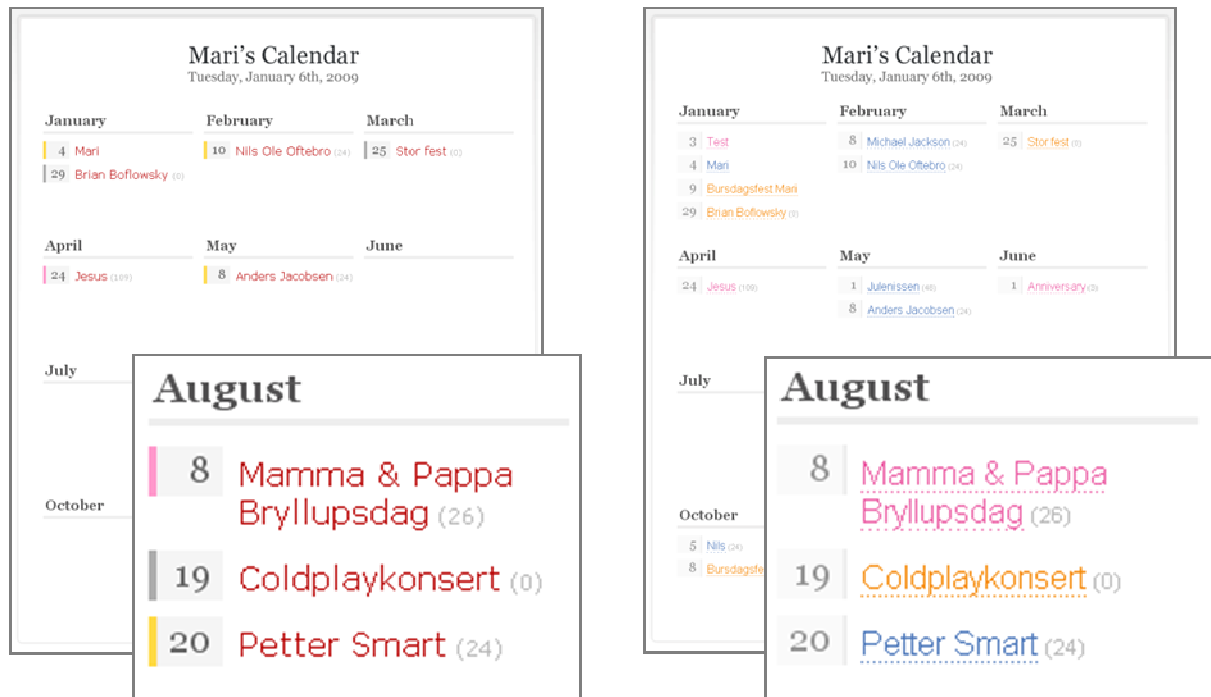 Mari's Calendar
Tuesday, January 6th, 2009
January February March
4 Mari 10 Nils Ole Oftebro (24) 25 Stor fest (0)
29 Brian Boflowsky (0)
April May June
24 Jesus (109) 8 Anders Jacobsen (24)
July
October
August
8 Mamma & Pappa
Bryllupsdag (26)
19 Coldplaykonsert (0)
20 Petter Smart (24)
Mari's Calendar
Tuesday, January 6th, 2009
January February March
3 Test 8 Michael Jackson (24) 25 Stor fest (0)
4 Mari 10 Nils Ole Oftebro (24)
9 Bursdagsfest Mari
29 Brian Boflowsky (0)
April May June
24 Jesus (109) 1 Julenissen 1 Anniversary
8 Anders Jacobsen (24)
July
October
5 Nils (24)
8 Bursdagsfe
August
8 Mamma & Pappa
Bryllupsdag (26)
19 Coldplaykonsert (0)
20 Petter Smart (24)